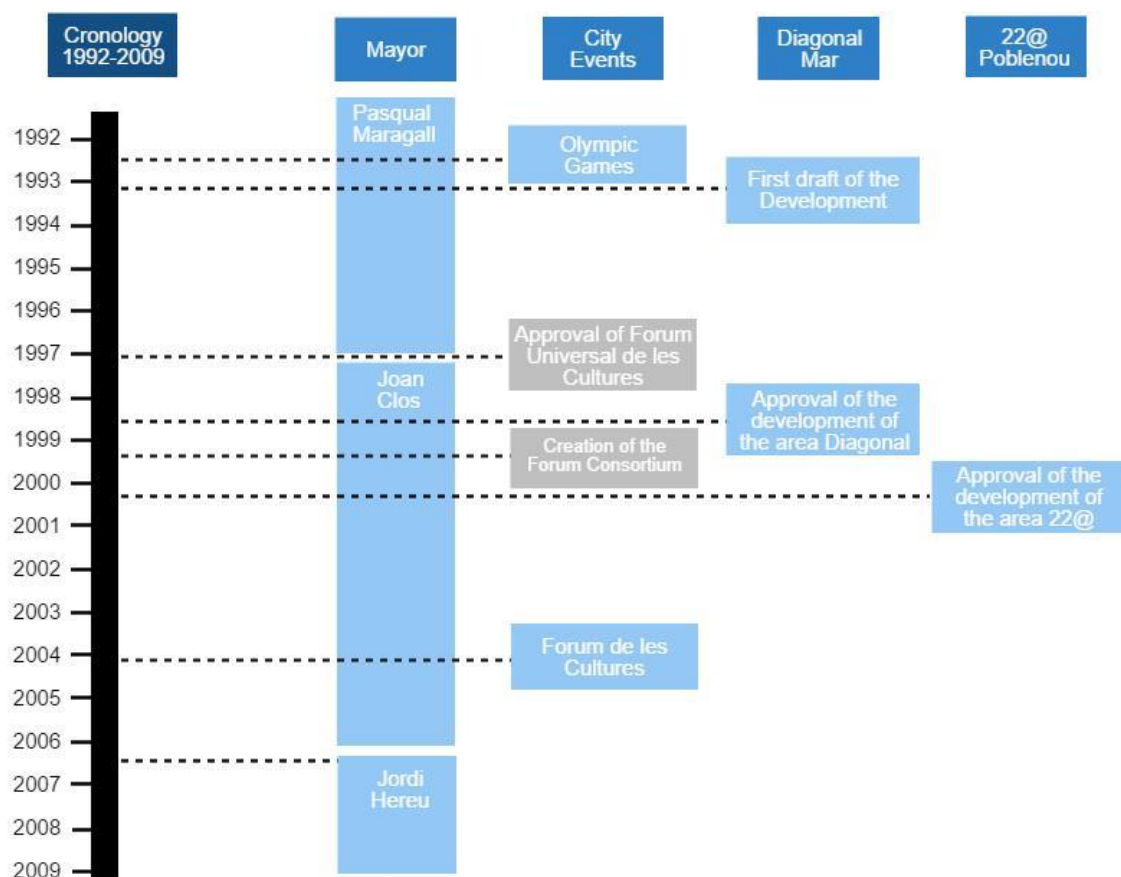 Cronology
1992-2009
Mayor
City
Events
Diagonal
Mar
22@
Poblenou
Pasqual
Maragall
1992
Olympic
Games
1993
First draft of the
Development
1994
1995
1996
Approval of Forum
Universal de les
Cultures
1997
Joan
Clos
1998
Approval of the
development of
the area Diagonal
1999
Creation of the
Forum Consortium
2000
Approval of the
development of
the area 22@
2001
2002
2003
2004
Forum de les
Cultures
2005
2006
2007
Jordi
Hereu
2008
2009